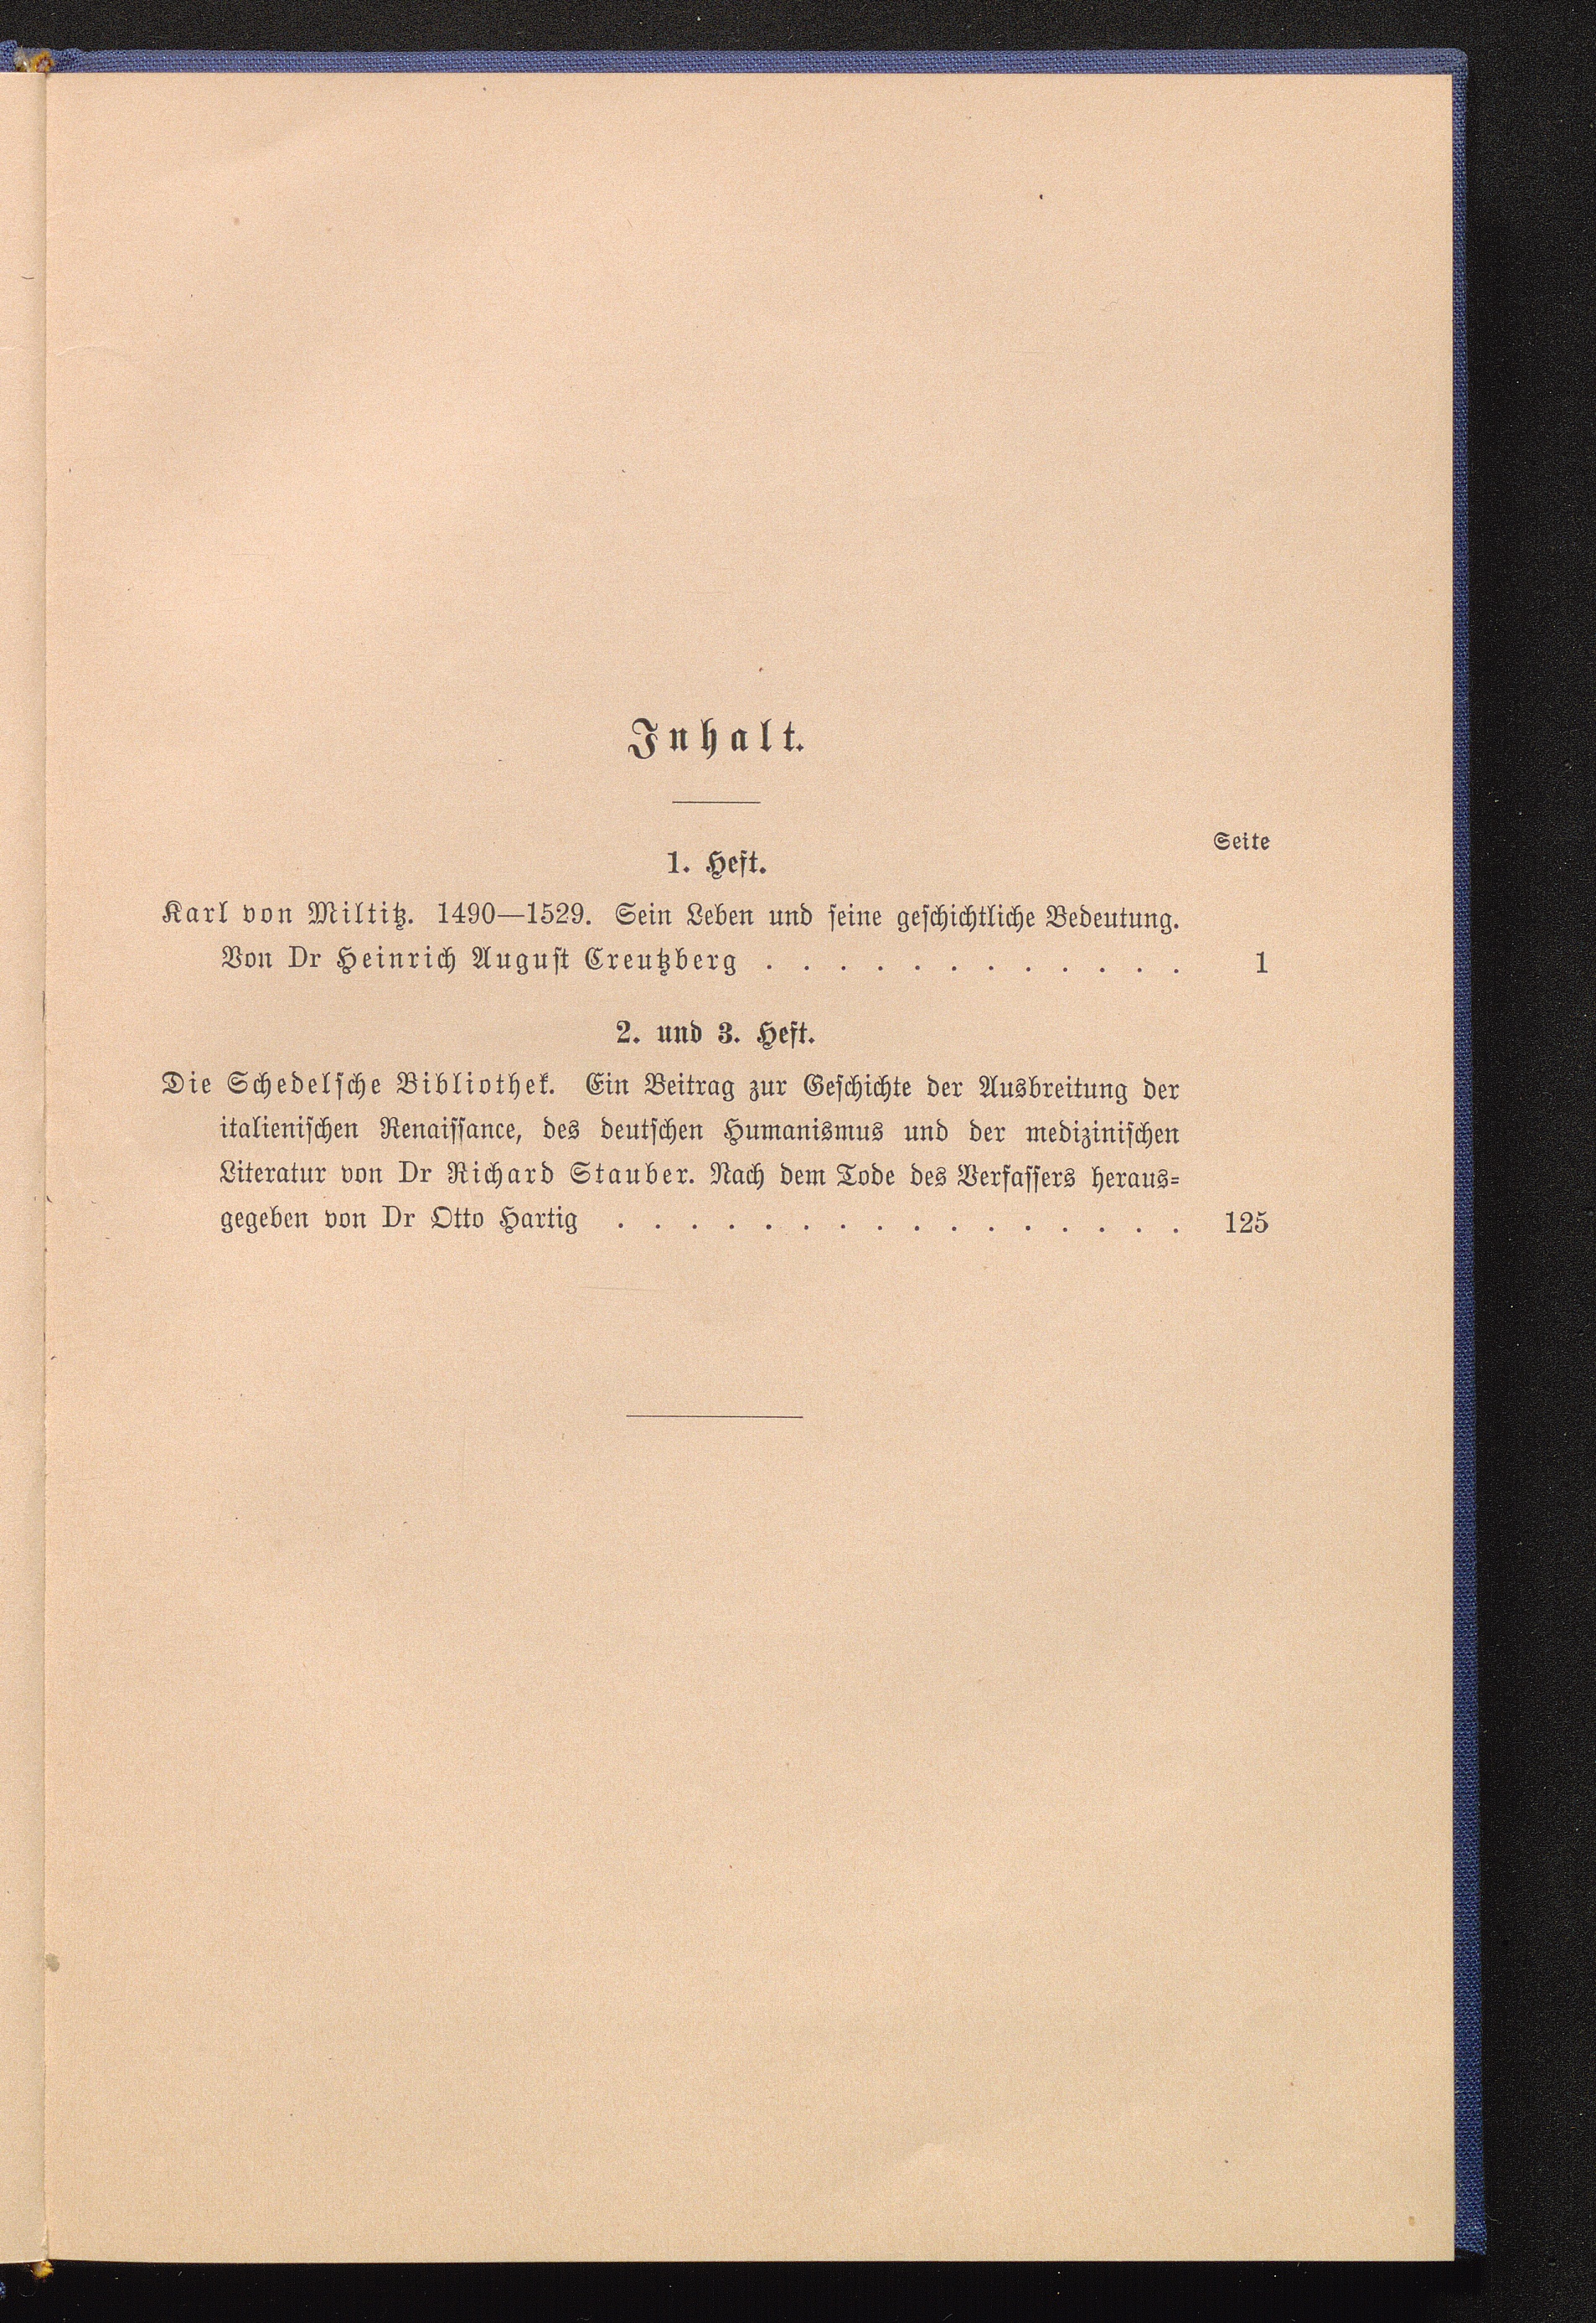 Inhalt.
Seite
1. Heft.
Karl von Miltitz. 1490—1529. Sein Leben und seine geschichtliche Bedeutung.
Von Dr Heinrich August Creutzberg . . . . . . . . . . . . 1
2. und 3. Heft.
Die Schedelsche Bibliothek. Ein Beitrag zur Geschichte der Ausbreitung der
italienischen Renaissance, des deutschen Humanismus und der medizinischen
Literatur von Dr Richard Stauber. Nach dem Tode des Verfassers heraus-
gegeben von Dr Otto Hartig . . . . . . . . . . . . . . . . 125